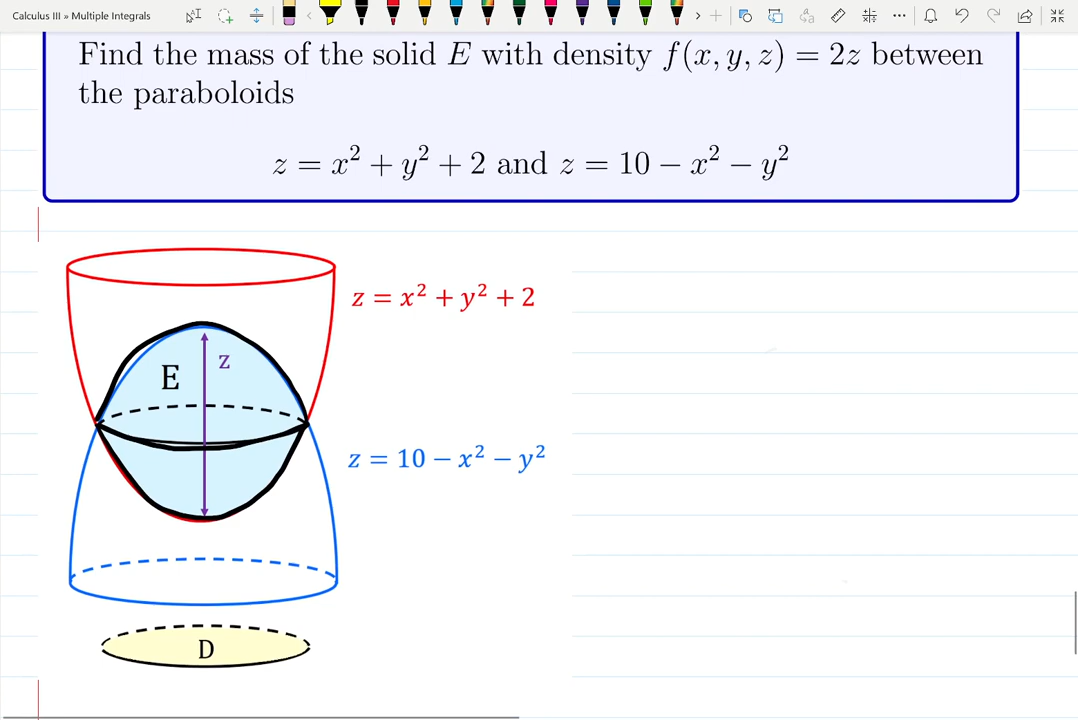 Calculus III » Multiple Integrals
Find the mass of the solid E with density f(x, y, z) = 2z between
the paraboloids
z = x² + y² + 2 and z = 10 − x² − y²
z = x² + y² + 2
z
E
z = 10 − x² − y²
D